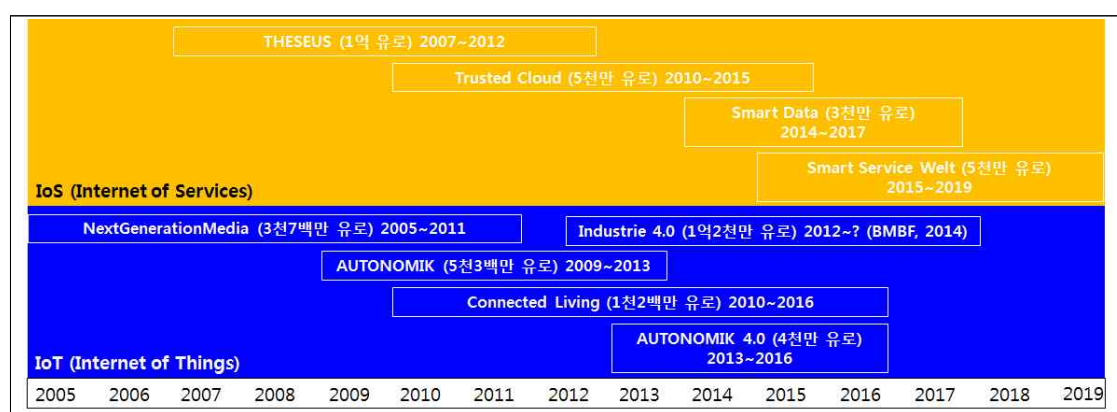 THESEUS (1억 유로) 2007~2012
Trusted Cloud (5천만 유로) 2010~2015
Smart Data (3천만 유로)
2014~2017
Smart Service Welt (5천만 유로)
2015~2019
IoS (Internet of Services)
NextGenerationMedia (3천7백만 유로) 2005~2011
Industrie 4.0 (1억2천만 유로) 2012~? (BMBF, 2014)
AUTONOMIK (5천3백만 유로) 2009~2013
Connected Living (1천2백만 유로) 2010~2016
AUTONOMIK 4.0 (4천만 유로)
2013~2016
IoT (Internet of Things)
2005 2006 2007 2008 2009 2010 2011 2012 2013 2014 2015 2016 2017 2018 2019